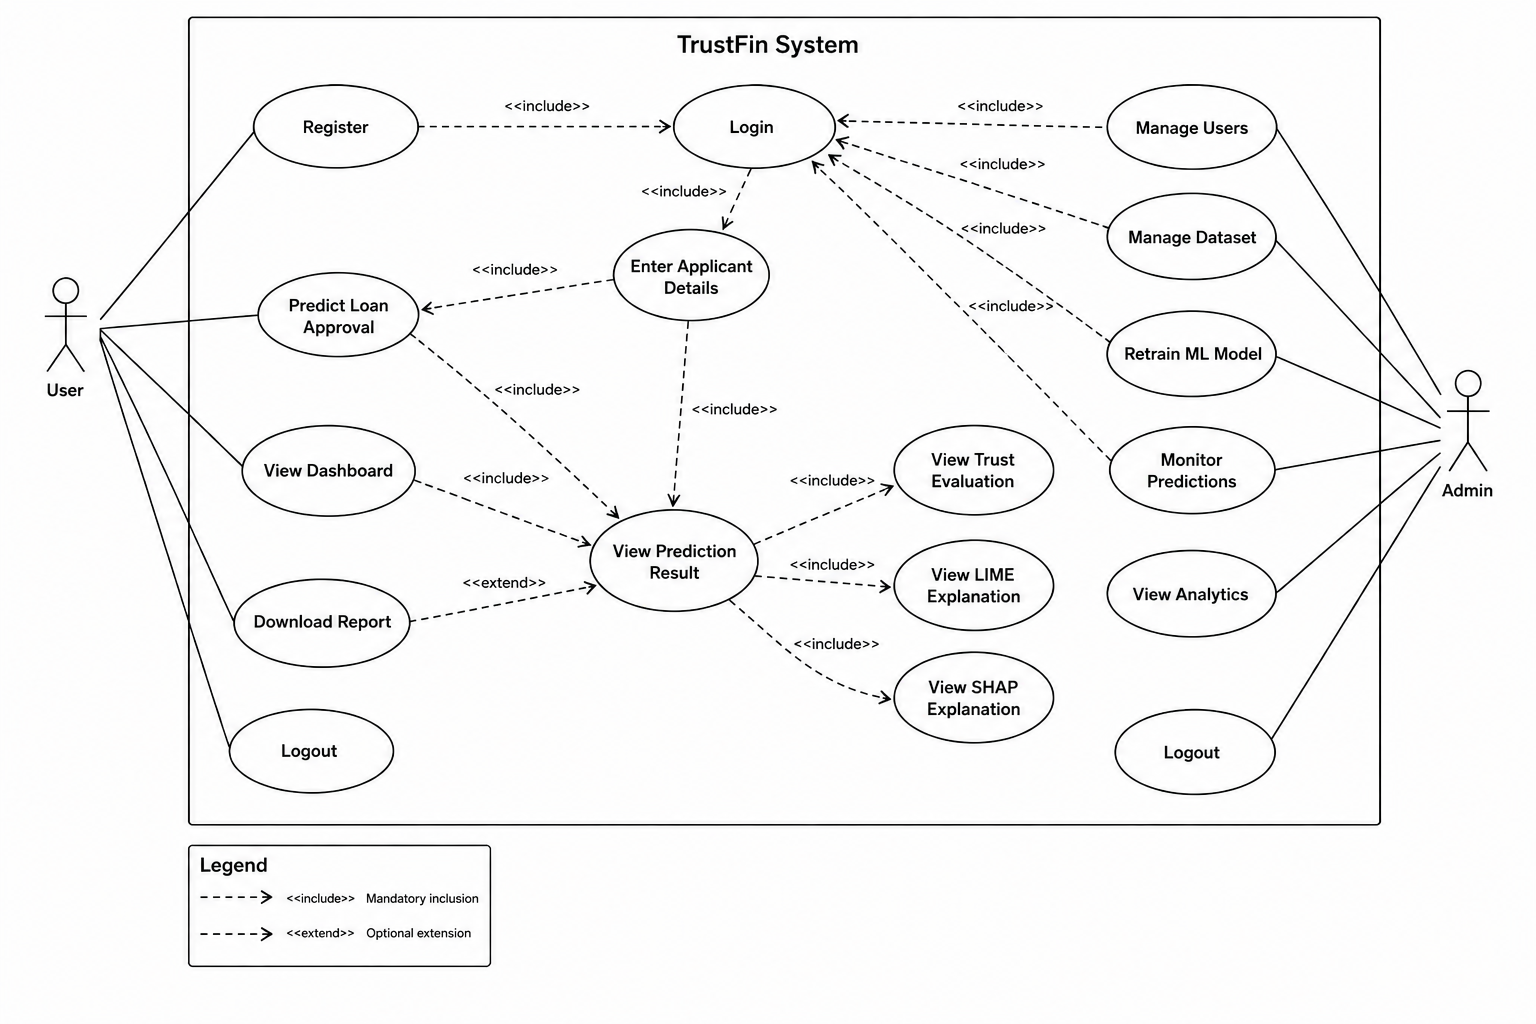 TrustFin System
Register
<<include>>
Login
<<include>>
Manage Users
<<include>>
Manage Dataset
<<include>>
Enter Applicant
Details
<<include>>
<<include>>
Predict Loan
Approval
<<include>>
Retrain ML Model
User
<<include>>
<<include>>
Admin
View Dashboard
<<include>>
View Trust
Evaluation
<<include>>
Monitor
Predictions
View Prediction
Result
<<include>>
View LIME
Explanation
View Analytics
<<extend>>
Download Report
<<include>>
View SHAP
Explanation
Logout
Logout
Legend
<<include>> Mandatory inclusion
<<extend>> Optional extension